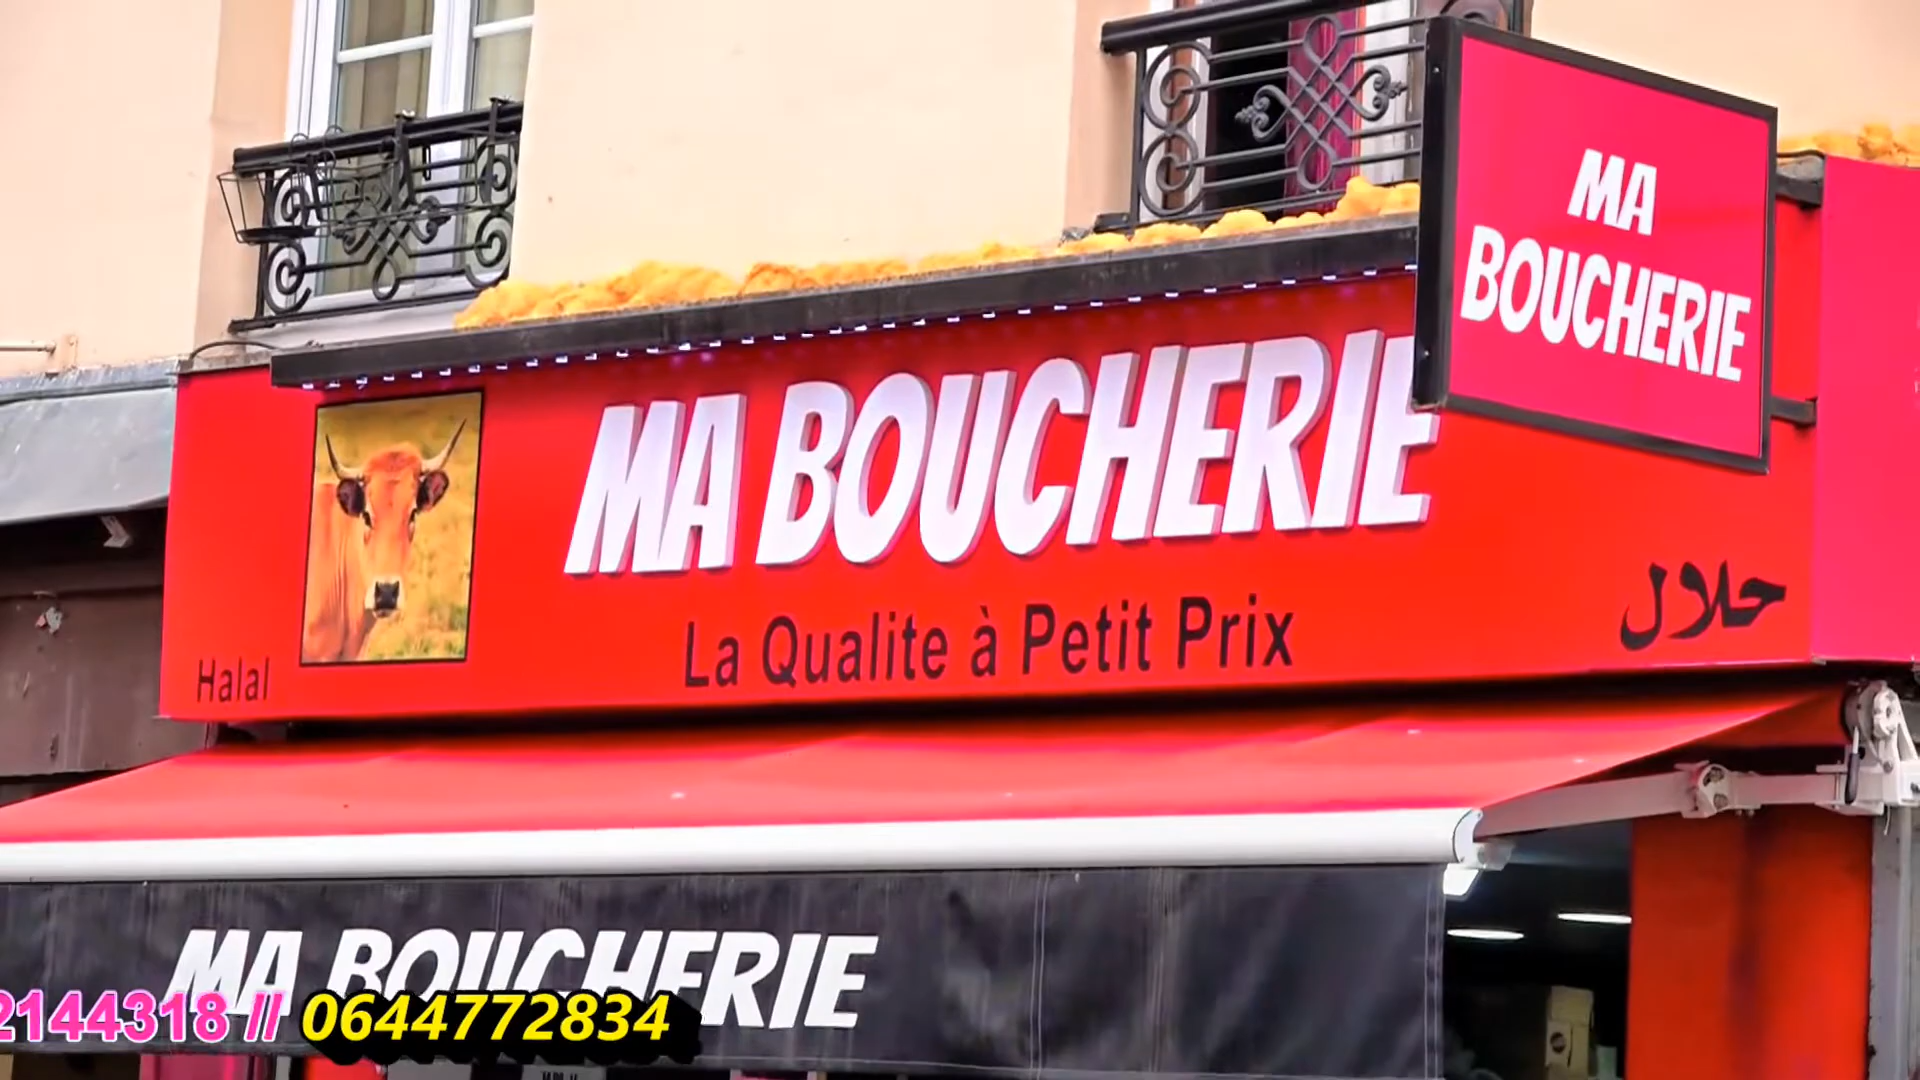 MA
BOUCHERIE
MA BOUCHERIE
La Qualite à Petit Prix
حلال
Halal
MA BOUCHERIE
2144318 // 0644772834